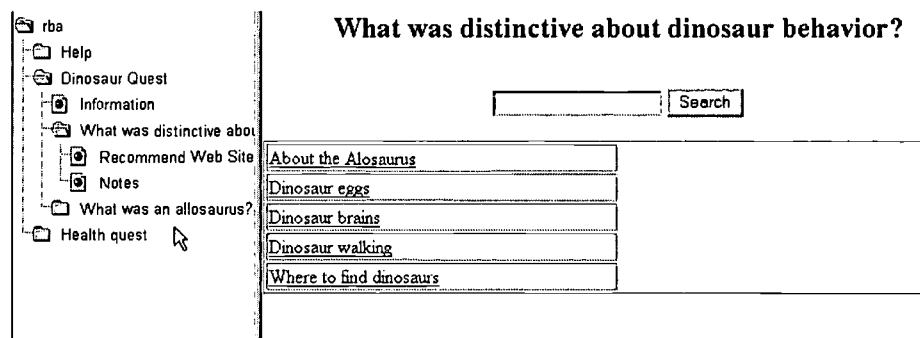 rba
Help
Dinosaur Quest
Information
What was distinctive abou
Recommend Web Site
Notes
What was an allosaurus?
Health quest
What was distinctive about dinosaur behavior?
Search
About the Alosaurus
Dinosaur eggs
Dinosaur brains
Dinosaur walking
Where to find dinosaurs